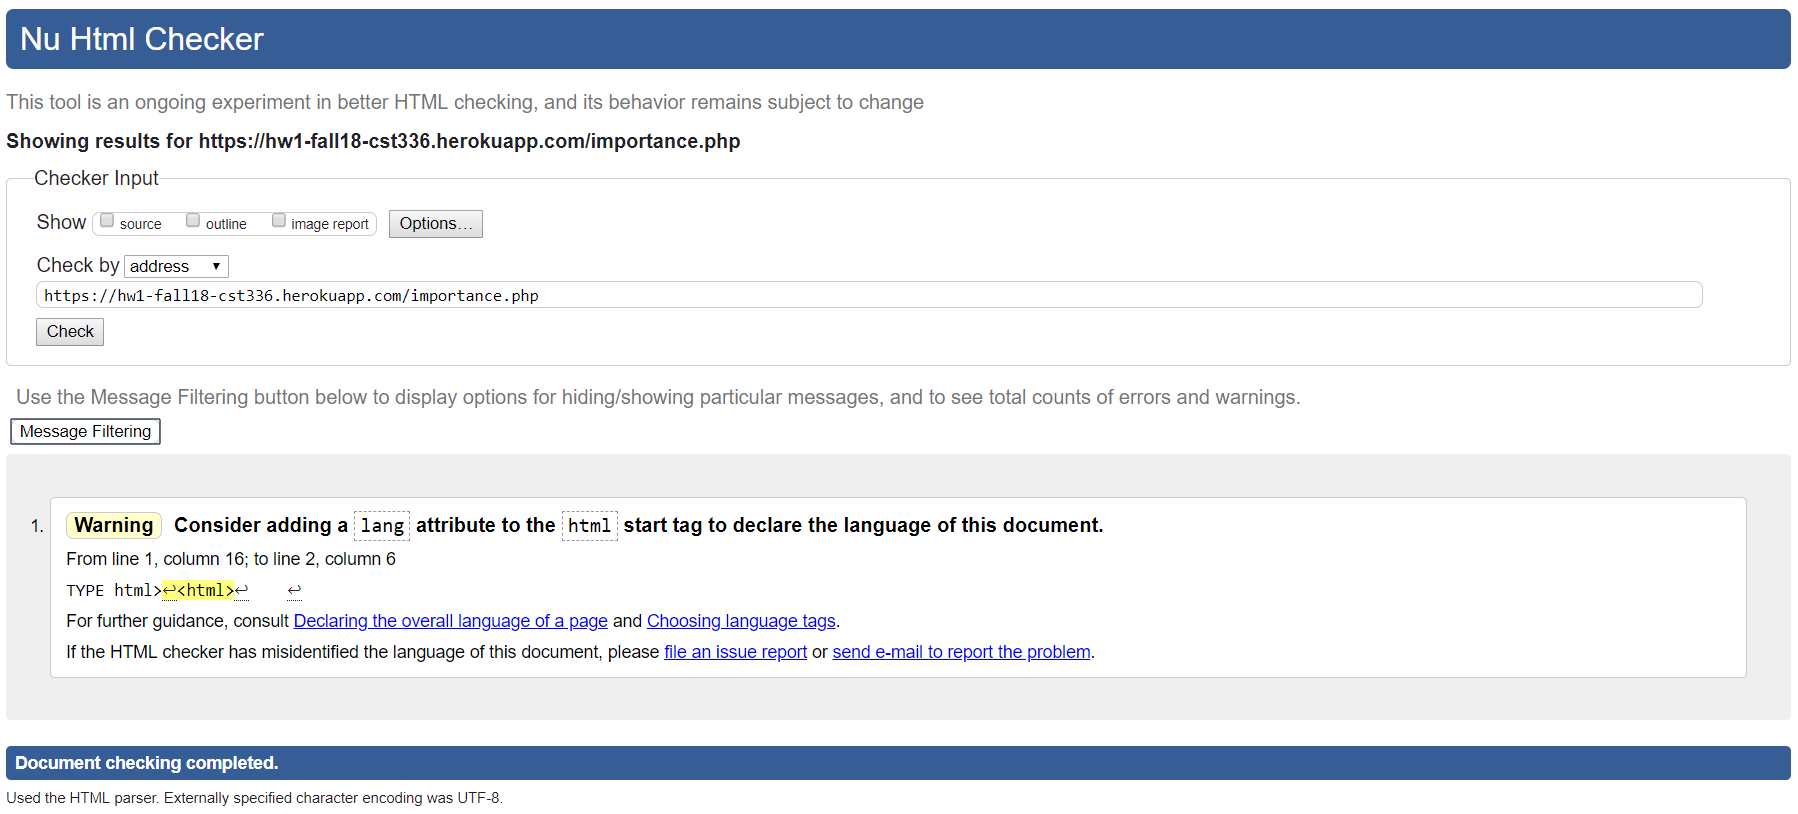 Nu Html Checker
This tool is an ongoing experiment in better HTML checking, and its behavior remains subject to change
Showing results for https://hw1-fall18-cst336.herokuapp.com/importance.php
Checker Input
Show source outline image report Options...
Check by address ▼
https://hw1-fall18-cst336.herokuapp.com/importance.php
Check
Use the Message Filtering button below to display options for hiding/showing particular messages, and to see total counts of errors and warnings.
Message Filtering
1. Warning Consider adding a lang attribute to the html start tag to declare the language of this document.
From line 1, column 16; to line 2, column 6
TYPE html>↩<html>↩    ↩
For further guidance, consult Declaring the overall language of a page and Choosing language tags.
If the HTML checker has misidentified the language of this document, please file an issue report or send e-mail to report the problem.
Document checking completed.
Used the HTML parser. Externally specified character encoding was UTF-8.